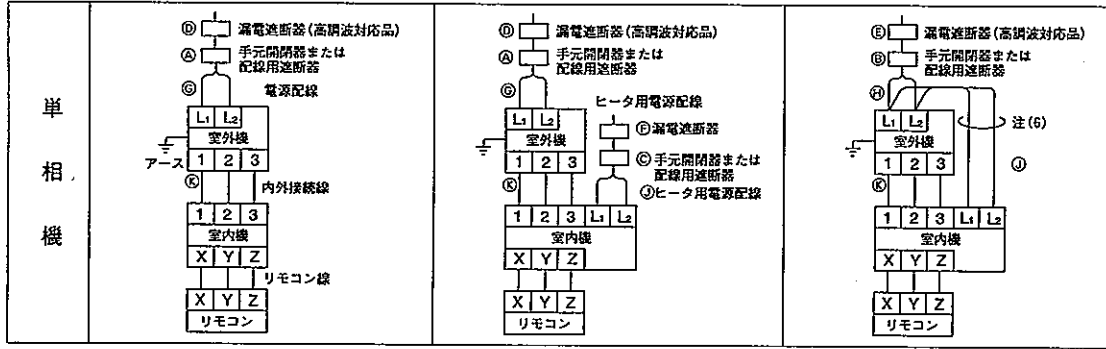 単相機
Ⓓ 漏電遮断器(高調波対応品)
Ⓐ 手元開閉器または
配線用遮断器
Ⓖ 電源配線
L₁ L₂
室外機
アース
1 2 3
Ⓚ 内外接続線
1 2 3
室内機
X Y Z
リモコン線
X Y Z
リモコン
Ⓓ 漏電遮断器(高調波対応品)
Ⓐ 手元開閉器または
配線用遮断器
Ⓖ
ヒータ用電源配線
L₁ L₂
Ⓕ漏電遮断器
室外機
1 2 3
Ⓒ手元開閉器または
配線用遮断器
Ⓚ
Ⓙヒータ用電源配線
1 2 3 L₁ L₂
室内機
X Y Z
X Y Z
リモコン
Ⓔ 漏電遮断器(高調波対応品)
Ⓑ 手元開閉器または
配線用遮断器
Ⓗ
L₁ L₂
注(6)
室外機
1 2 3
Ⓙ
Ⓚ
1 2 3 L₁ L₂
室内機
X Y Z
X Y Z
リモコン